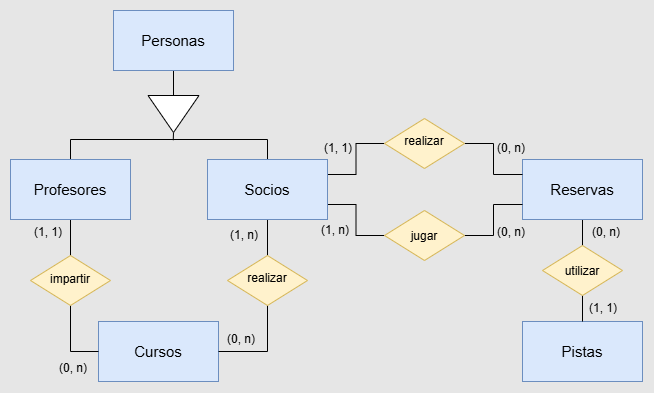 Personas
Profesores
Socios
Reservas
(1, 1)
realizar
(0, n)
(1, n)
jugar
(0, n)
(1, 1)
impartir
(0, n)
(1, n)
realizar
(0, n)
Cursos
(0, n)
utilizar
(1, 1)
Pistas